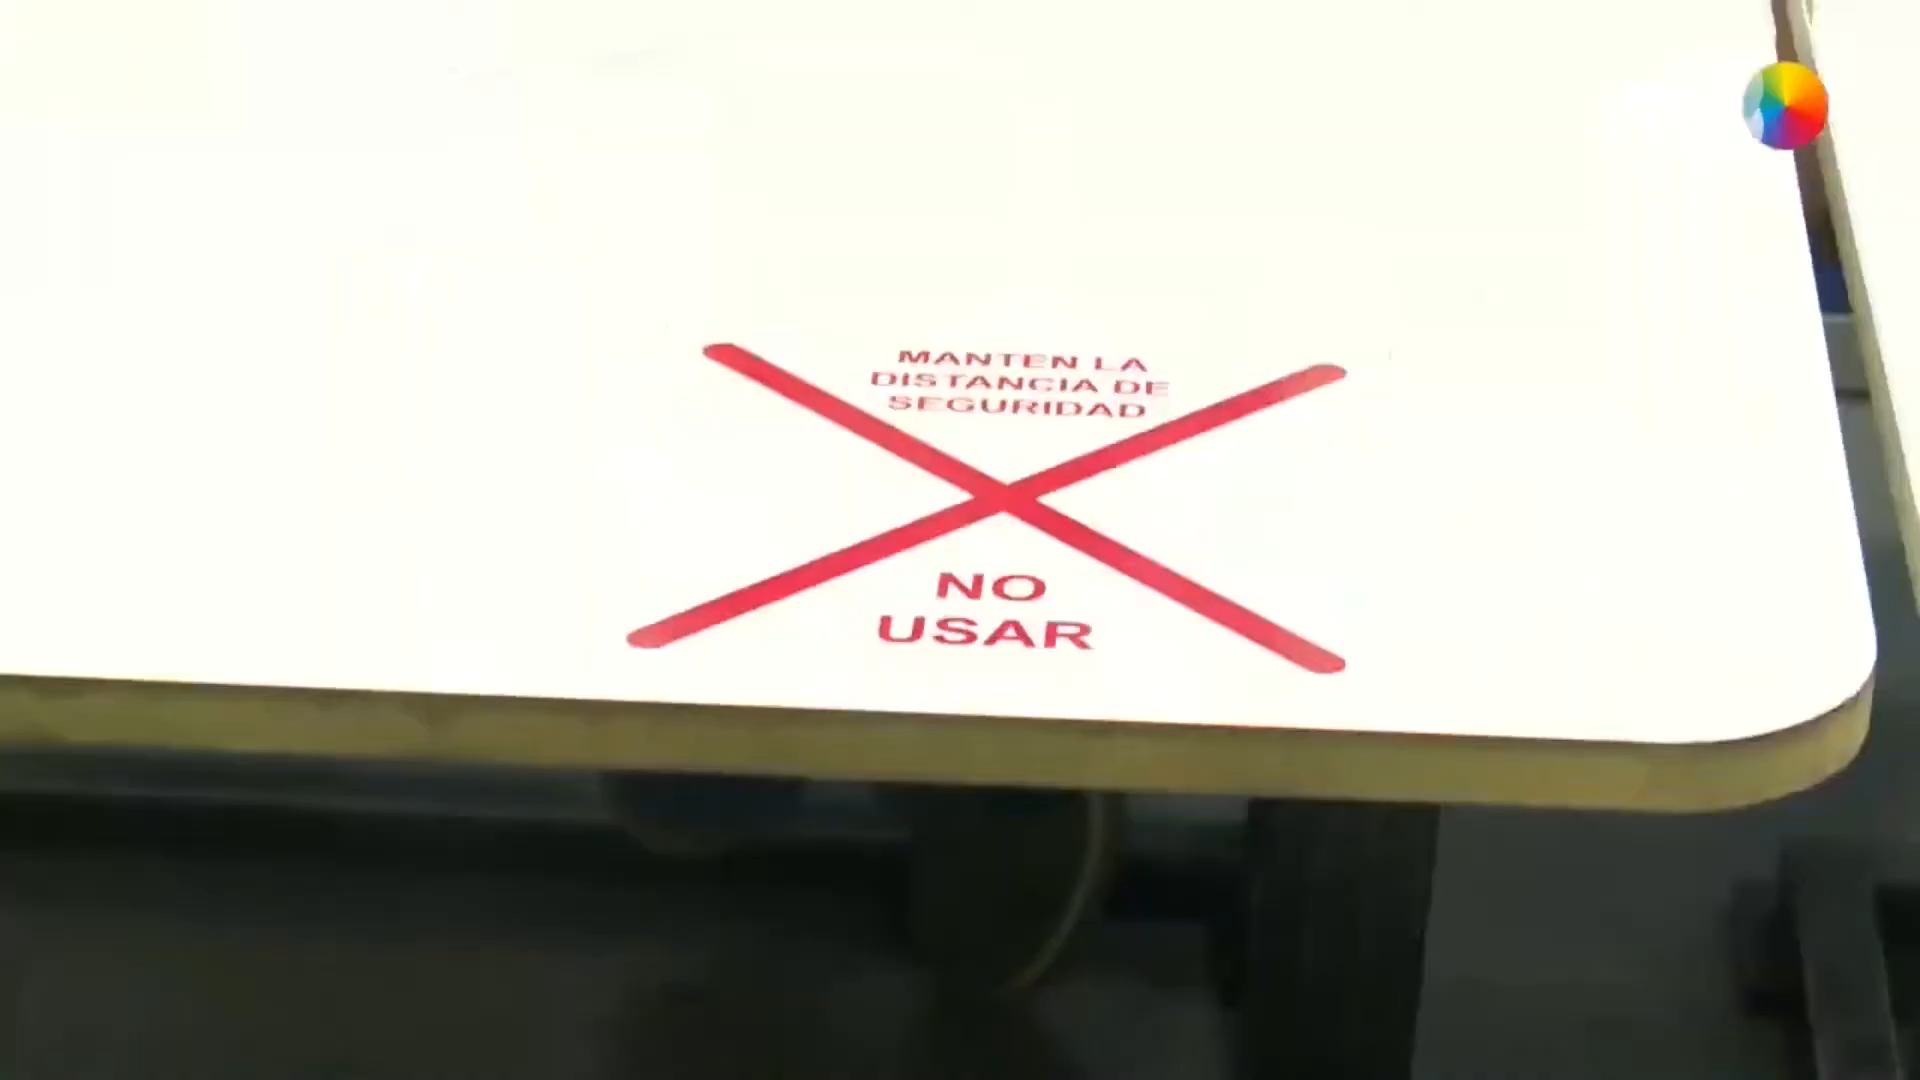 MANTEN LA
DISTANCIA DE
SEGURIDAD
NO
USAR